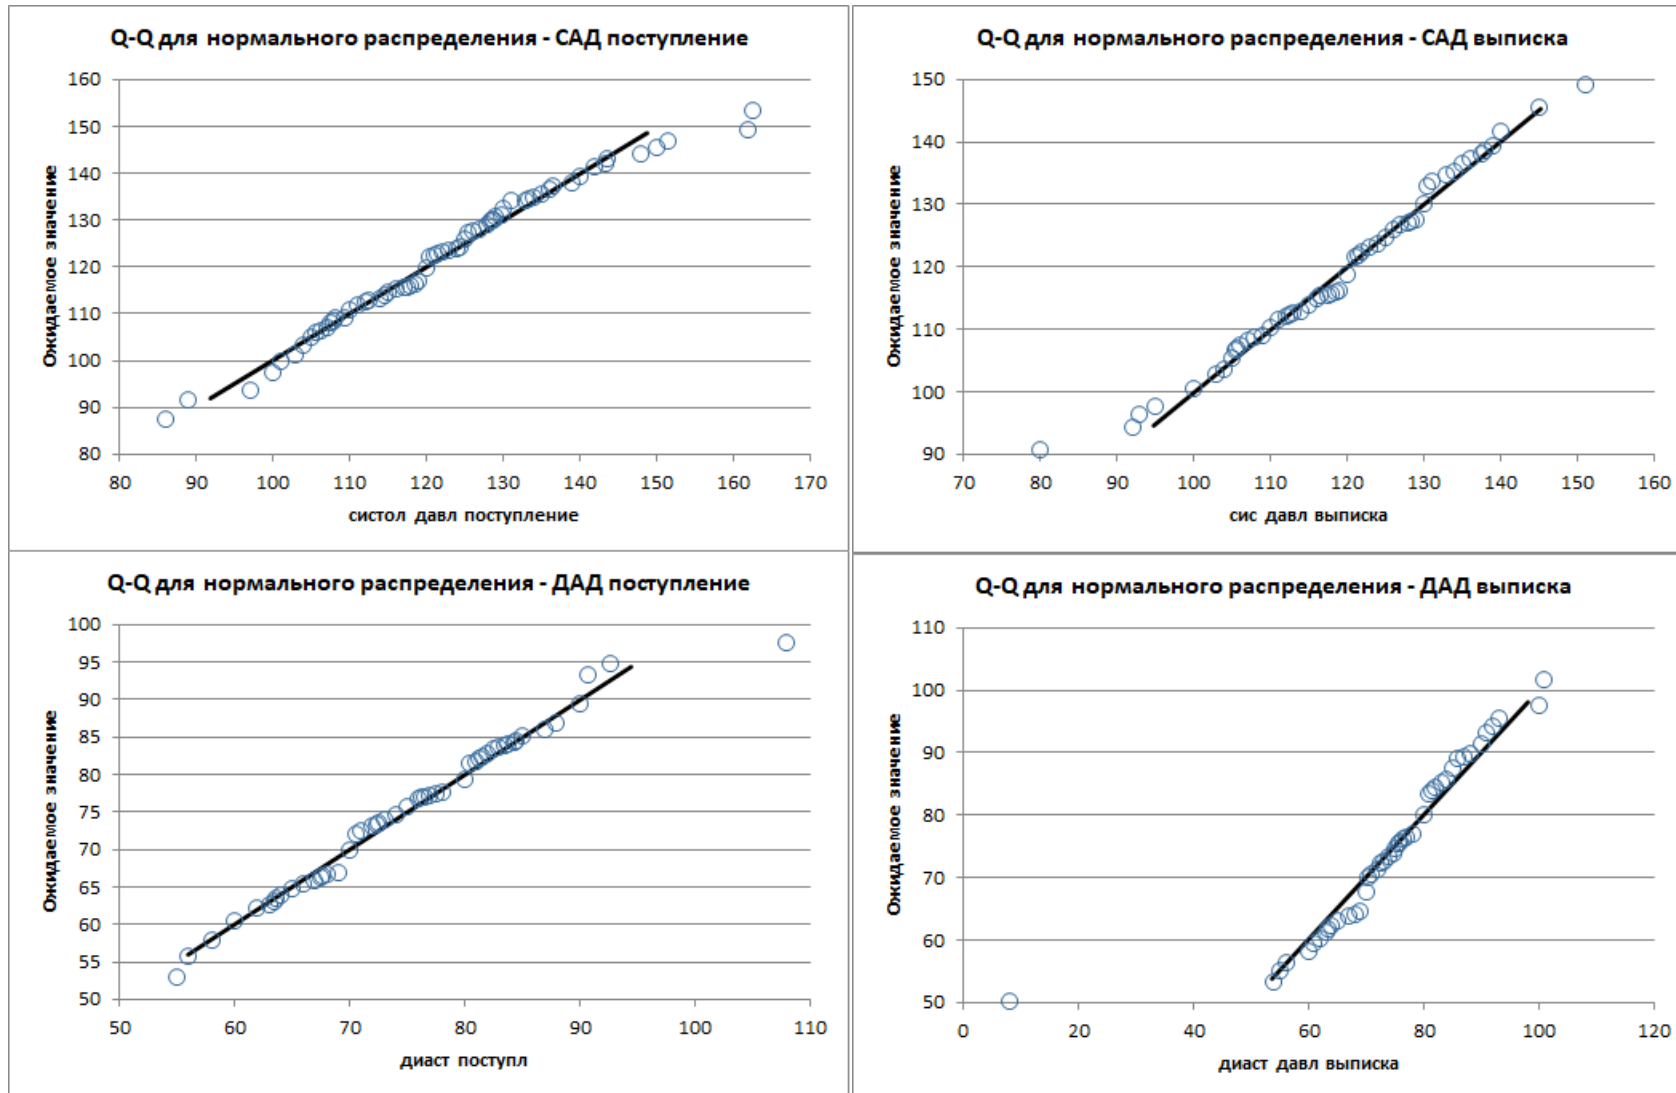 Q-Q для нормального распределения - САД поступление
160
150
140
130
120
110
100
90
80
Ожидаемое значение
80 90 100 110 120 130 140 150 160 170
систол давл поступление
Q-Q для нормального распределения - САД выписка
150
140
130
120
110
100
90
Ожидаемое значение
70 80 90 100 110 120 130 140 150 160
сис давл выписка
Q-Q для нормального распределения - ДАД поступление
100
95
90
85
80
75
70
65
60
55
50
Ожидаемое значение
50 60 70 80 90 100 110
диаст поступл
Q-Q для нормального распределения - ДАД выписка
110
100
90
80
70
60
50
Ожидаемое значение
0 20 40 60 80 100 120
диаст давл выписка